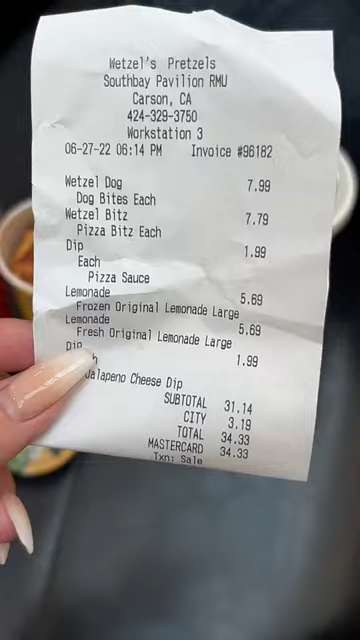 Wetzel's Pretzels
Southbay Pavilion RMU
Carson, CA
424-329-3750
Workstation 3
06-27-22 06:14 PM Invoice #96182
Wetzel Dog 7.99
Dog Bites Each
Wetzel Bitz 7.79
Pizza Bitz Each
Dip 1.99
Each
Pizza Sauce
Lemonade 5.69
Frozen Original Lemonade Large
Lemonade 5.69
Fresh Original Lemonade Large
Dip 1.99
h
Jalapeno Cheese Dip
SUBTOTAL 31.14
CITY 3.19
TOTAL 34.33
MASTERCARD 34.33
Txn: Sale